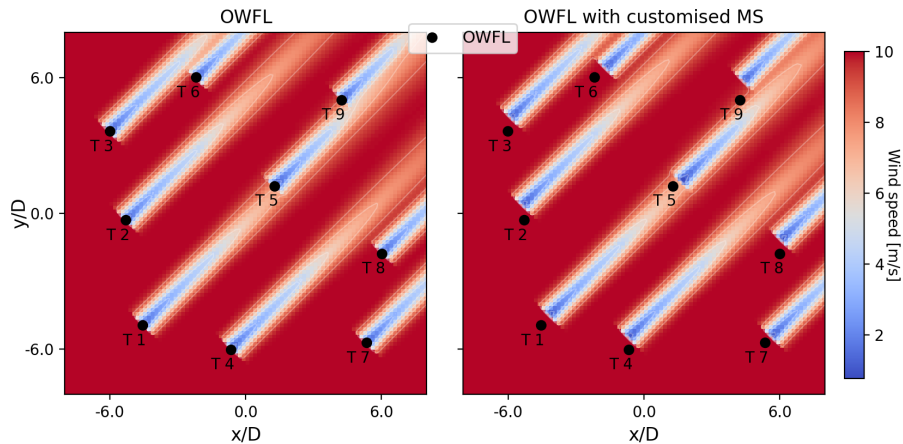 OWFL
OWFL with customised MS
OWFL
6.0
0.0
-6.0
y/D
T 6
T 9
T 3
T 5
T 2
T 8
T 1
T 4
T 7
-6.0
0.0
6.0
x/D
T 6
T 9
T 3
T 5
T 2
T 8
T 1
T 4
T 7
-6.0
0.0
6.0
x/D
10
8
6
4
2
Wind speed [m/s]